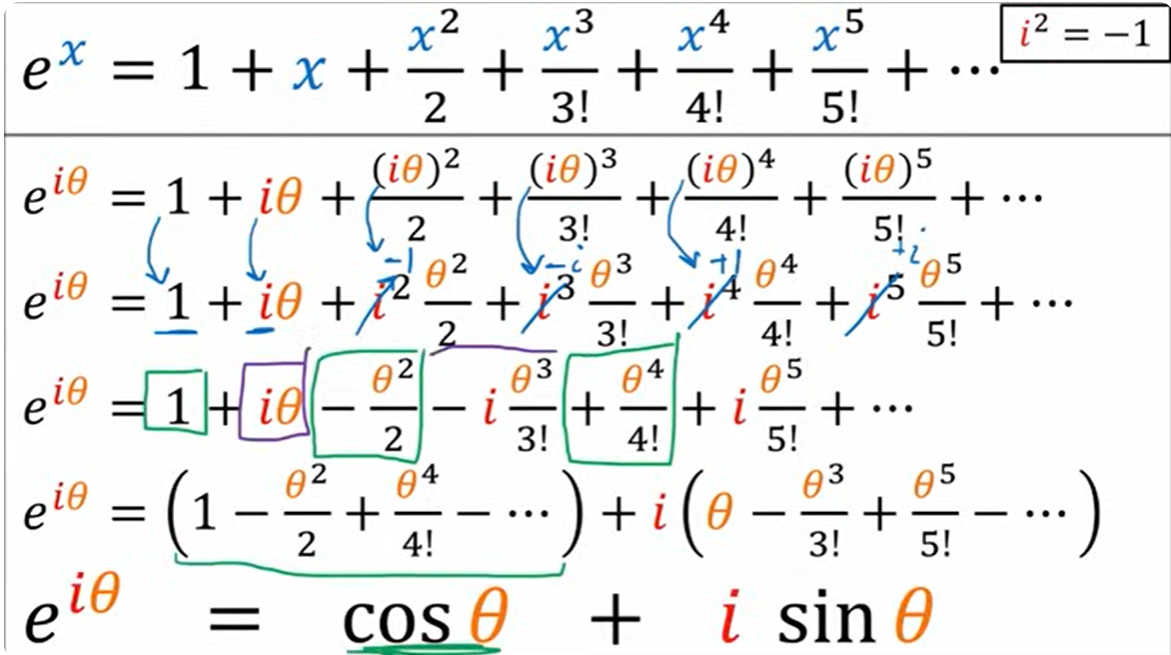 e^x = 1 + x + x^2/2 + x^3/3! + x^4/4! + x^5/5! + ⋯
i^2 = −1
e^{iθ} = 1 + iθ + (iθ)^2/2 + (iθ)^3/3! + (iθ)^4/4! + (iθ)^5/5! + ⋯
−1 −i +1 +i
e^{iθ} = 1 + iθ + i^2 θ^2/2 + i^3 θ^3/3! + i^4 θ^4/4! + i^5 θ^5/5! + ⋯
e^{iθ} = 1 + iθ − θ^2/2 − i θ^3/3! + θ^4/4! + i θ^5/5! + ⋯
e^{iθ} = (1 − θ^2/2 + θ^4/4! − ⋯) + i (θ − θ^3/3! + θ^5/5! − ⋯)
e^{iθ} = cos θ + i sin θ